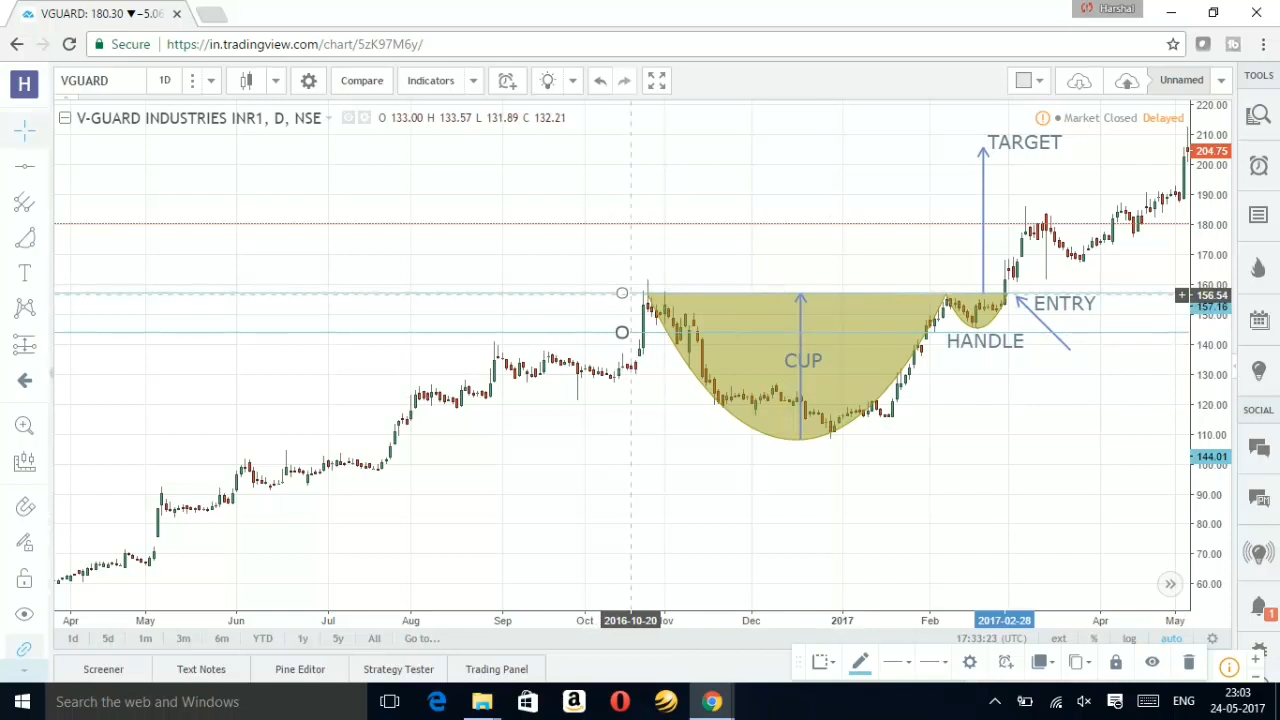 VGUARD: 180.30 ▼−5.06
Harshal
Secure https://in.tradingview.com/chart/5zK97M6y/
H VGUARD 1D Compare Indicators Unnamed TOOLS
V-GUARD INDUSTRIES INR1, D, NSE O 133.00 H 133.57 L 131.89 C 132.21 Market Closed Delayed
TARGET
ENTRY
HANDLE
CUP
220.00
210.00
204.75
200.00
190.00
180.00
170.00
160.00
156.54
157.16
150.00
140.00
130.00
120.00
110.00
144.01
100.00
90.00
80.00
70.00
60.00
SOCIAL
1
Apr May Jun Jul Aug Sep Oct 2016-10-20 Nov Dec 2017 Feb 2017-02-28 Apr May
1d 5d 1m 3m 6m YTD 1y 5y All Go to... 17:33:23 (UTC) ext % log auto
Screener Text Notes Pine Editor Strategy Tester Trading Panel
Search the web and Windows
ENG
23:03
24-05-2017